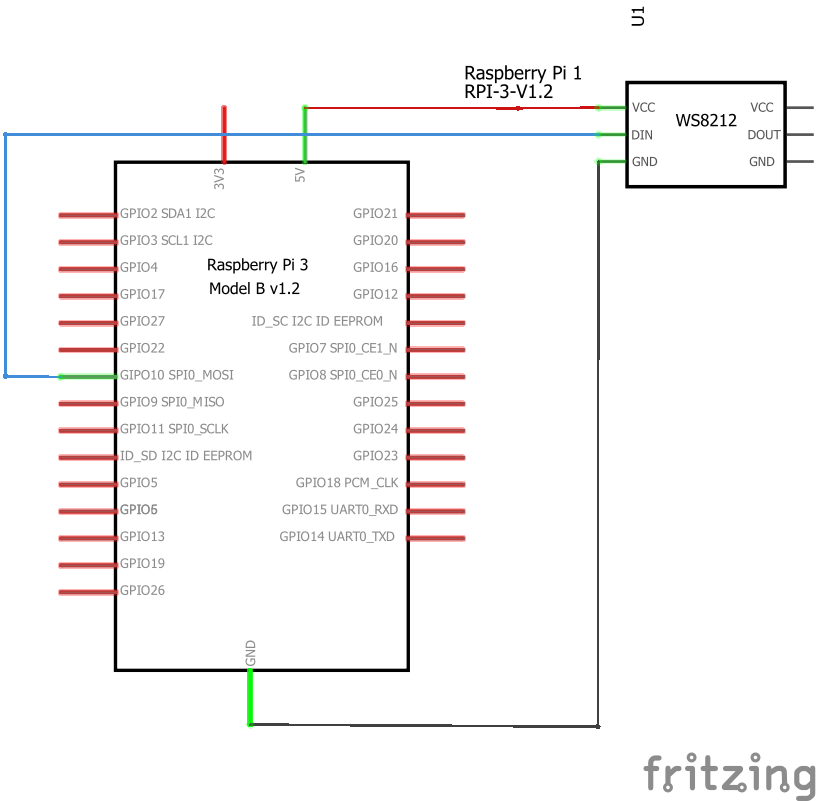 U1
Raspberry Pi 1
RPI-3-V1.2
VCC
DIN
GND
WS8212
VCC
DOUT
GND
3V3
5V
GPIO2 SDA1 I2C
GPIO3 SCL1 I2C
GPIO4
GPIO17
GPIO27
GPIO22
GIPO10 SPI0_MOSI
GPIO9 SPI0_MISO
GPIO11 SPI0_SCLK
ID_SD I2C ID EEPROM
GPIO5
GPIO6
GPIO13
GPIO19
GPIO26
Raspberry Pi 3
Model B v1.2
GPIO21
GPIO20
GPIO16
GPIO12
ID_SC I2C ID EEPROM
GPIO7 SPI0_CE1_N
GPIO8 SPI0_CE0_N
GPIO25
GPIO24
GPIO23
GPIO18 PCM_CLK
GPIO15 UART0_RXD
GPIO14 UART0_TXD
GND
fritzing